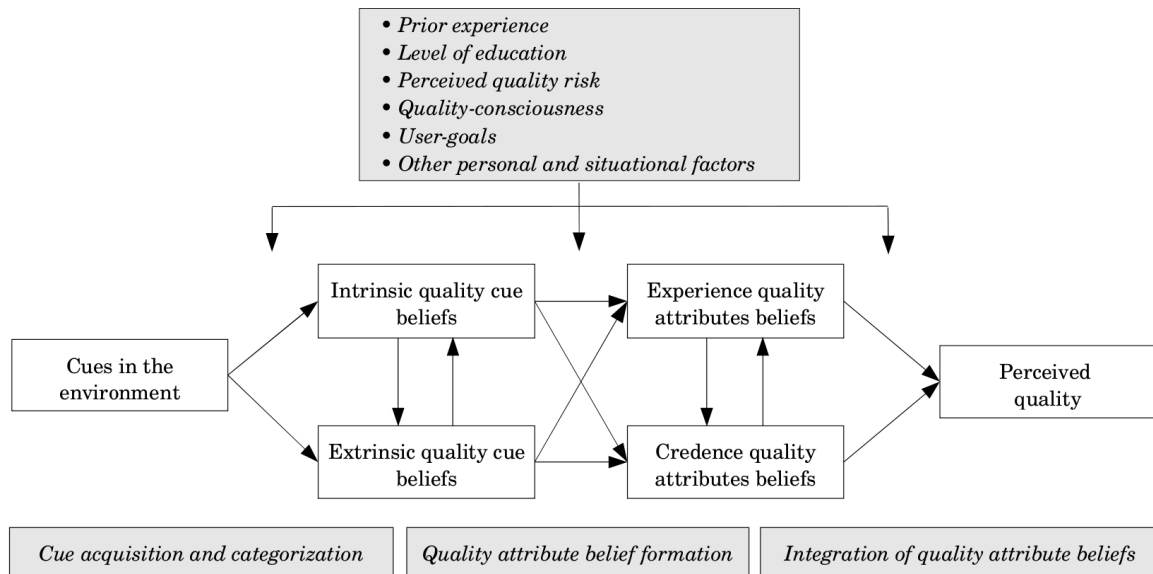 • Prior experience
• Level of education
• Perceived quality risk
• Quality-consciousness
• User-goals
• Other personal and situational factors
Intrinsic quality cue
beliefs
Experience quality
attributes beliefs
Cues in the
environment
Perceived
quality
Extrinsic quality cue
beliefs
Credence quality
attributes beliefs
Cue acquisition and categorization
Quality attribute belief formation
Integration of quality attribute beliefs